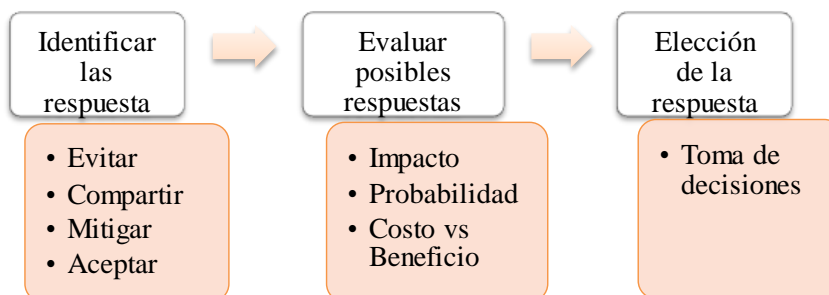 Identificar
las
respuesta
• Evitar
• Compartir
• Mitigar
• Aceptar
Evaluar
posibles
respuestas
• Impacto
• Probabilidad
• Costo vs
Beneficio
Elección
de la
respuesta
• Toma de
decisiones